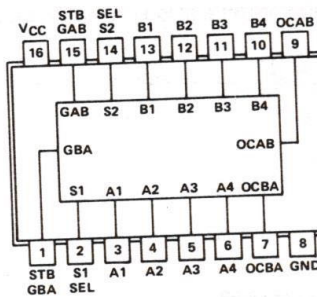 STB SEL
VCC GAB S2 B1 B2 B3 B4 OCAB
16 15 14 13 12 11 10 9
GAB S2 B1 B2 B3 B4
GBA OCAB
S1 A1 A2 A3 A4 OCBA
1 2 3 4 5 6 7 8
STB S1 A1 A2 A3 A4 OCBA GND
GBA SEL